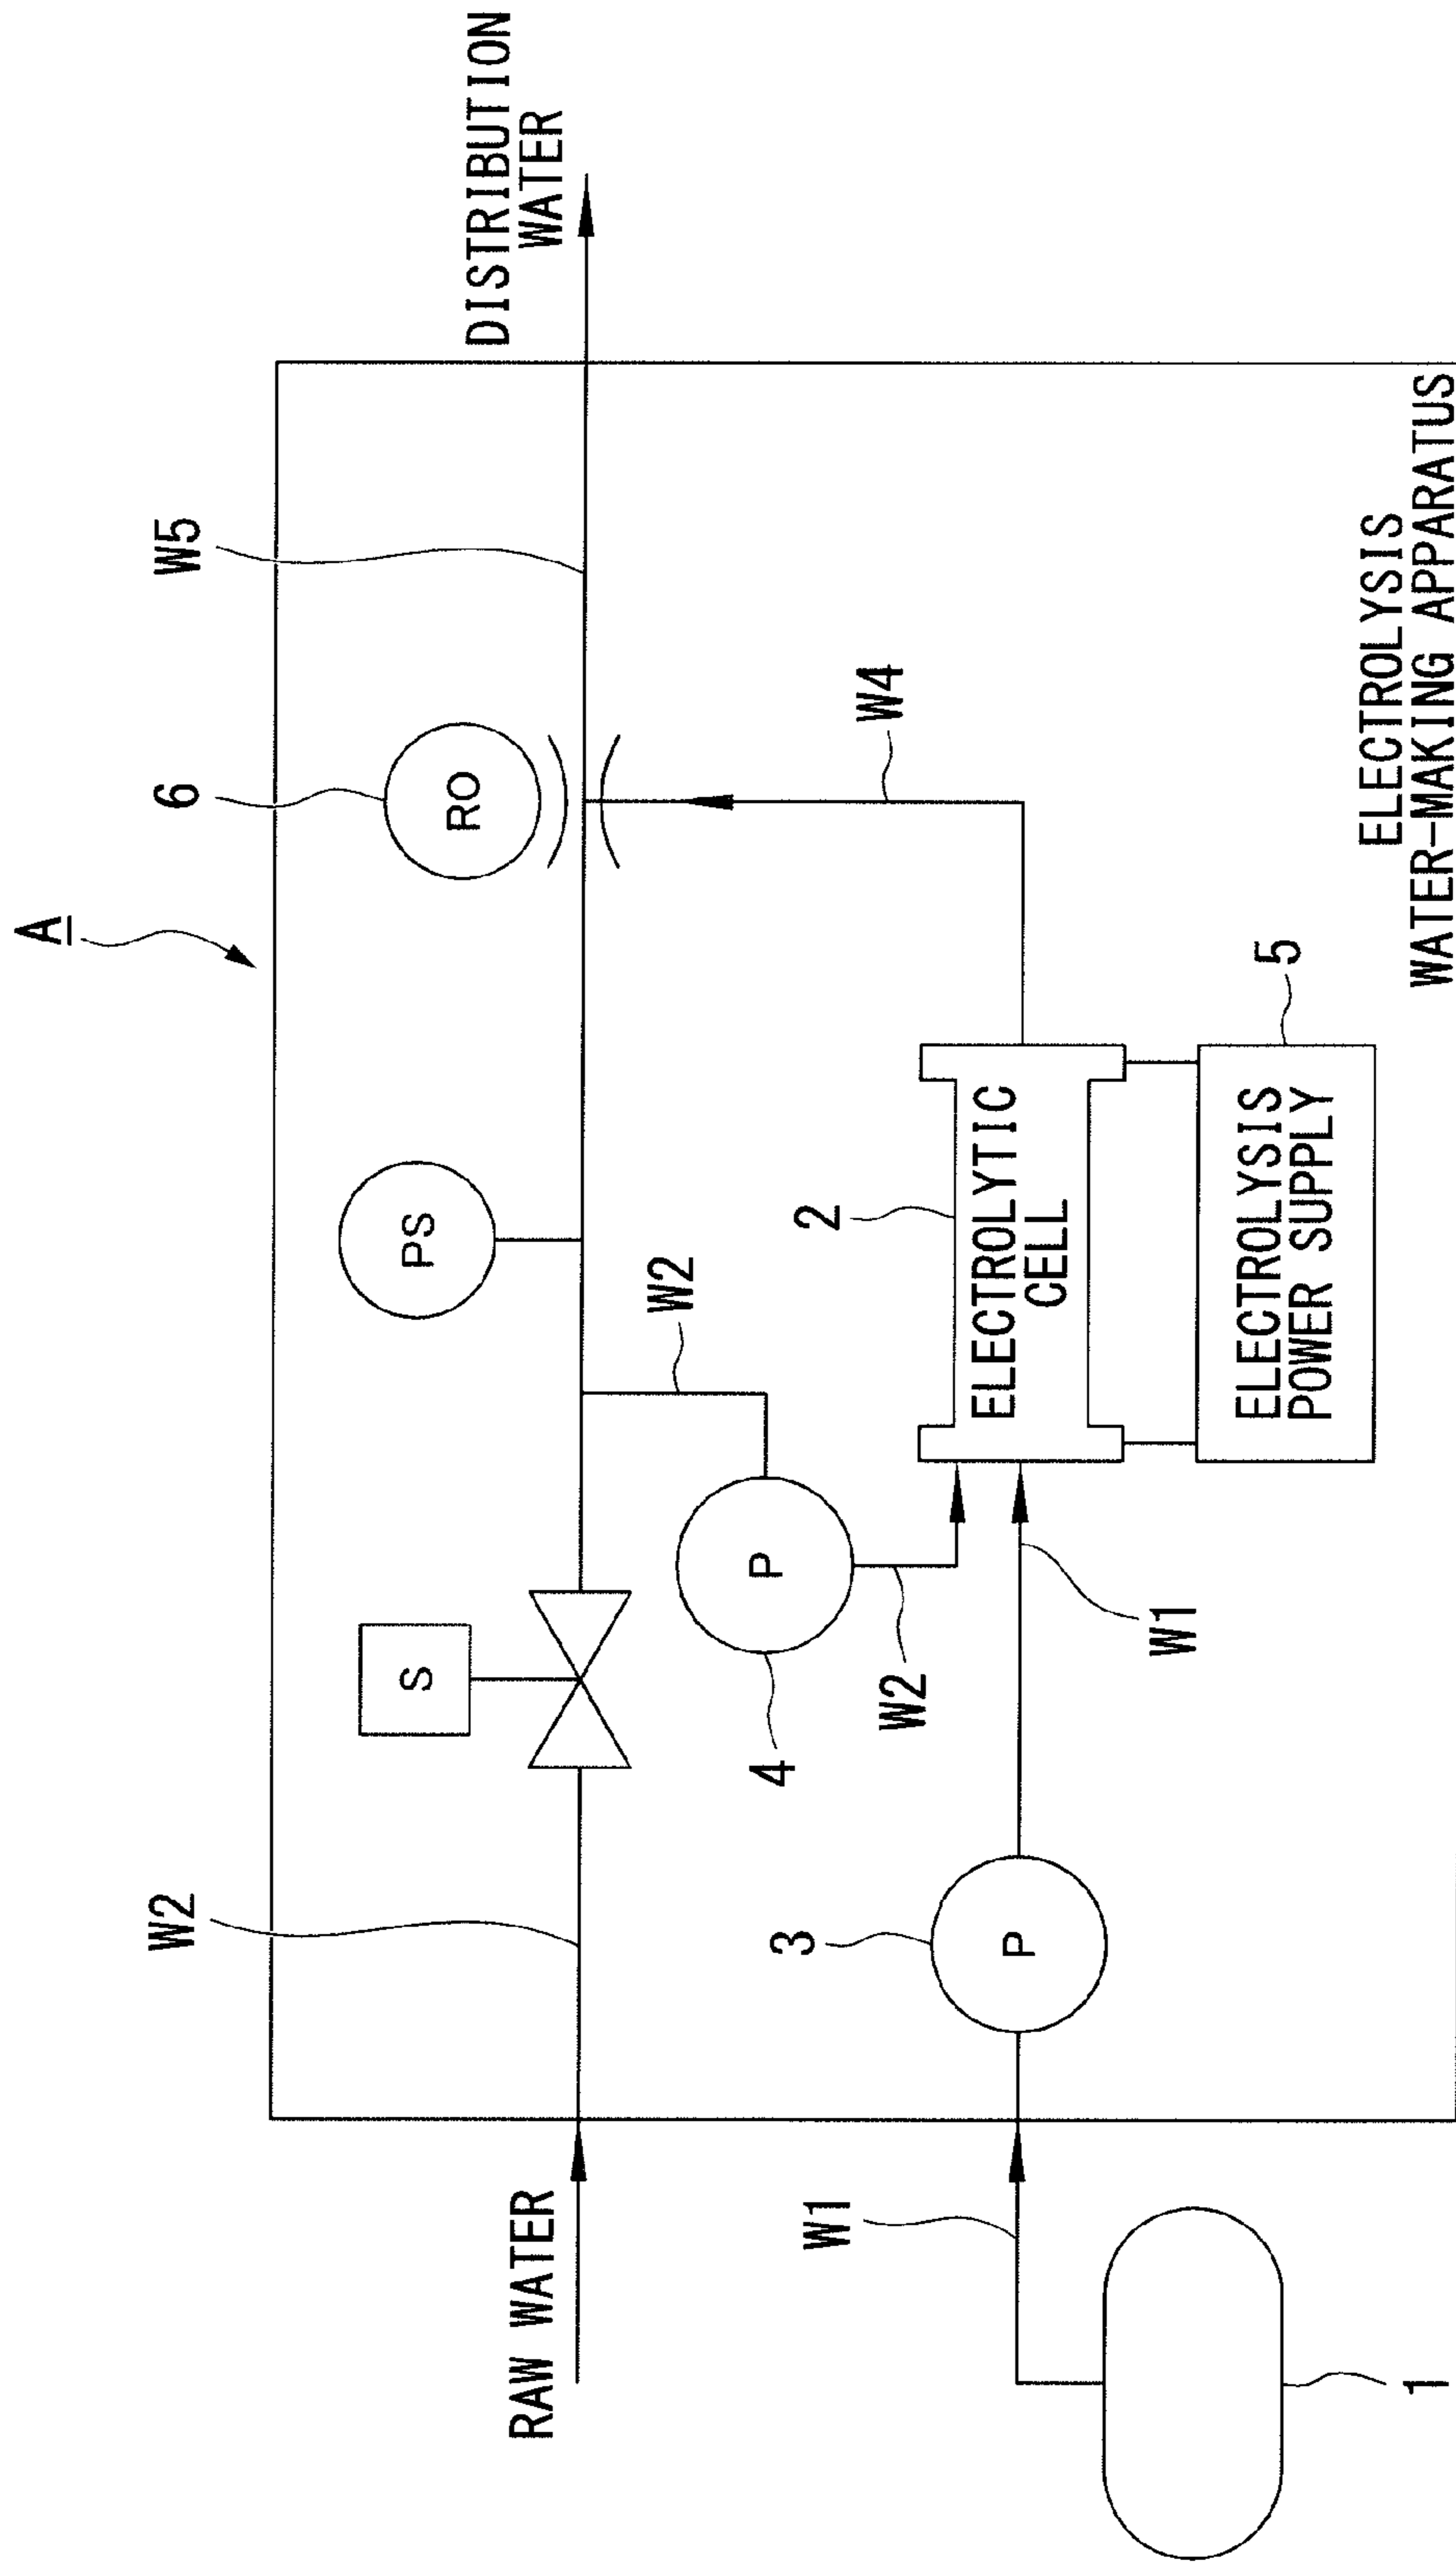 A
W2
W5
6
RO
PS
S
DISTRIBUTION
WATER
RAW WATER
W2
W4
P
4
W2
2
ELECTROLYTIC
CELL
3
P
W1
W1
5
ELECTROLYSIS
POWER SUPPLY
1
ELECTROLYSIS
WATER-MAKING APPARATUS